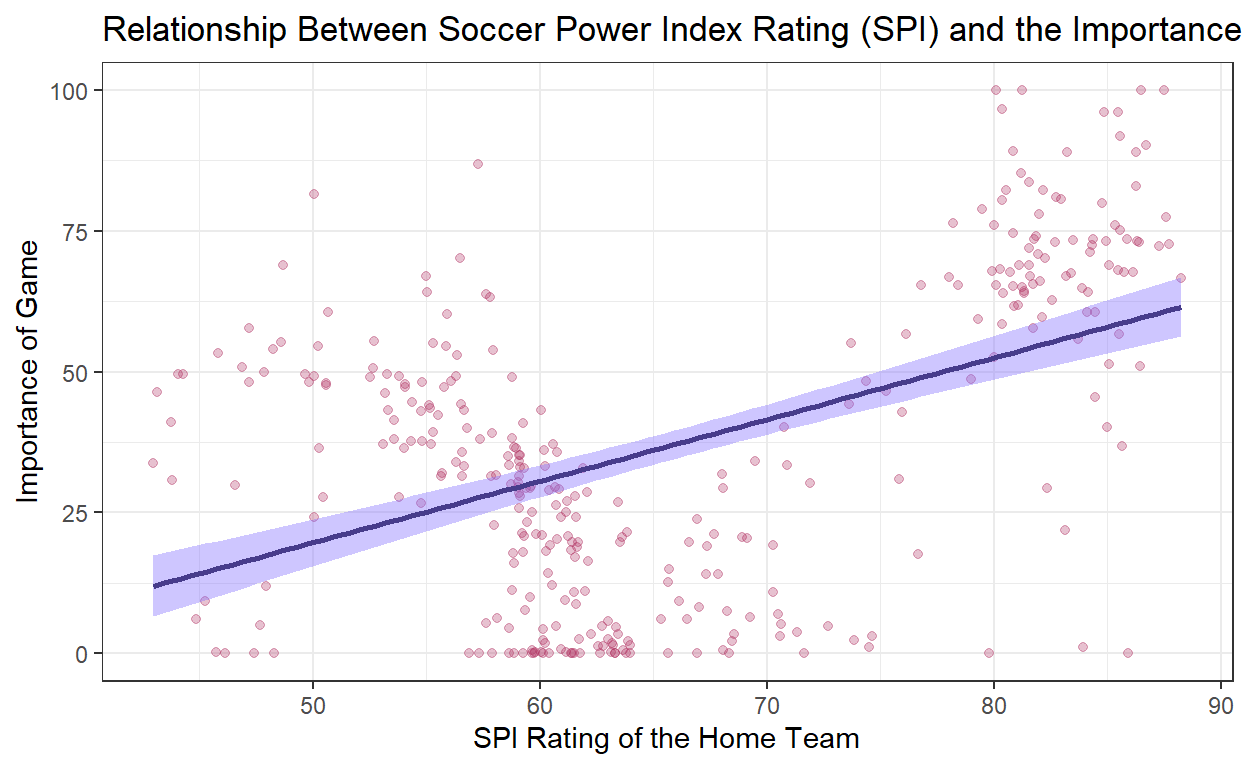 Relationship Between Soccer Power Index Rating (SPI) and the Importance
100
75
50
25
0
Importance of Game
50 60 70 80 90
SPI Rating of the Home Team